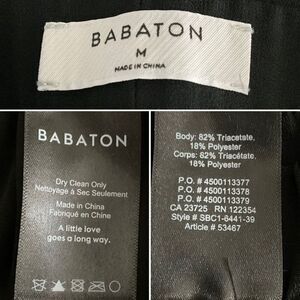 BABATON
M
MADE IN CHINA
BABATON
Dry Clean Only
Nettoyage à Sec Seulement
Made in China
Fabriqué en Chine
A little love
goes a long way.
Body: 82% Triacetate.
18% Polyester
Corps: 82% Triacétate.
18% Polyester
P.O. # 4500113377
P.O. # 4500113378
P.O. # 4500113379
CA 23725 RN 122354
Style # SBC1-6441-39
Article # 53467